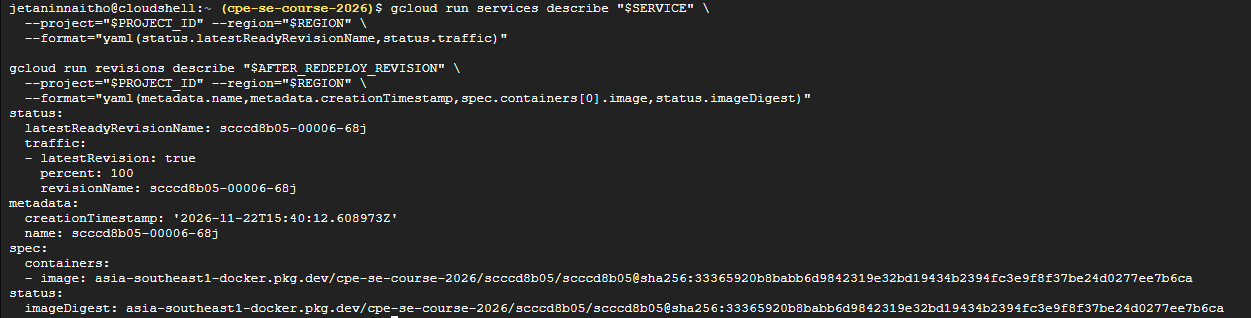 jetaninnaitho@cloudshell:~ (cpe-se-course-2026)$ gcloud run services describe "$SERVICE" \
  --project="$PROJECT_ID" --region="$REGION" \
  --format="yaml(status.latestReadyRevisionName,status.traffic)"

gcloud run revisions describe "$AFTER_REDEPLOY_REVISION" \
  --project="$PROJECT_ID" --region="$REGION" \
  --format="yaml(metadata.name,metadata.creationTimestamp,spec.containers[0].image,status.imageDigest)"
status:
  latestReadyRevisionName: scccd8b05-00006-68j
  traffic:
  - latestRevision: true
    percent: 100
    revisionName: scccd8b05-00006-68j
metadata:
  creationTimestamp: '2026-11-22T15:40:12.608973Z'
  name: scccd8b05-00006-68j
spec:
  containers:
  - image: asia-southeast1-docker.pkg.dev/cpe-se-course-2026/scccd8b05/scccd8b05@sha256:33365920b8babb6d9842319e32bd19434b2394fc3e9f8f37be24d0277ee7b6ca
status:
  imageDigest: asia-southeast1-docker.pkg.dev/cpe-se-course-2026/scccd8b05/scccd8b05@sha256:33365920b8babb6d9842319e32bd19434b2394fc3e9f8f37be24d0277ee7b6ca